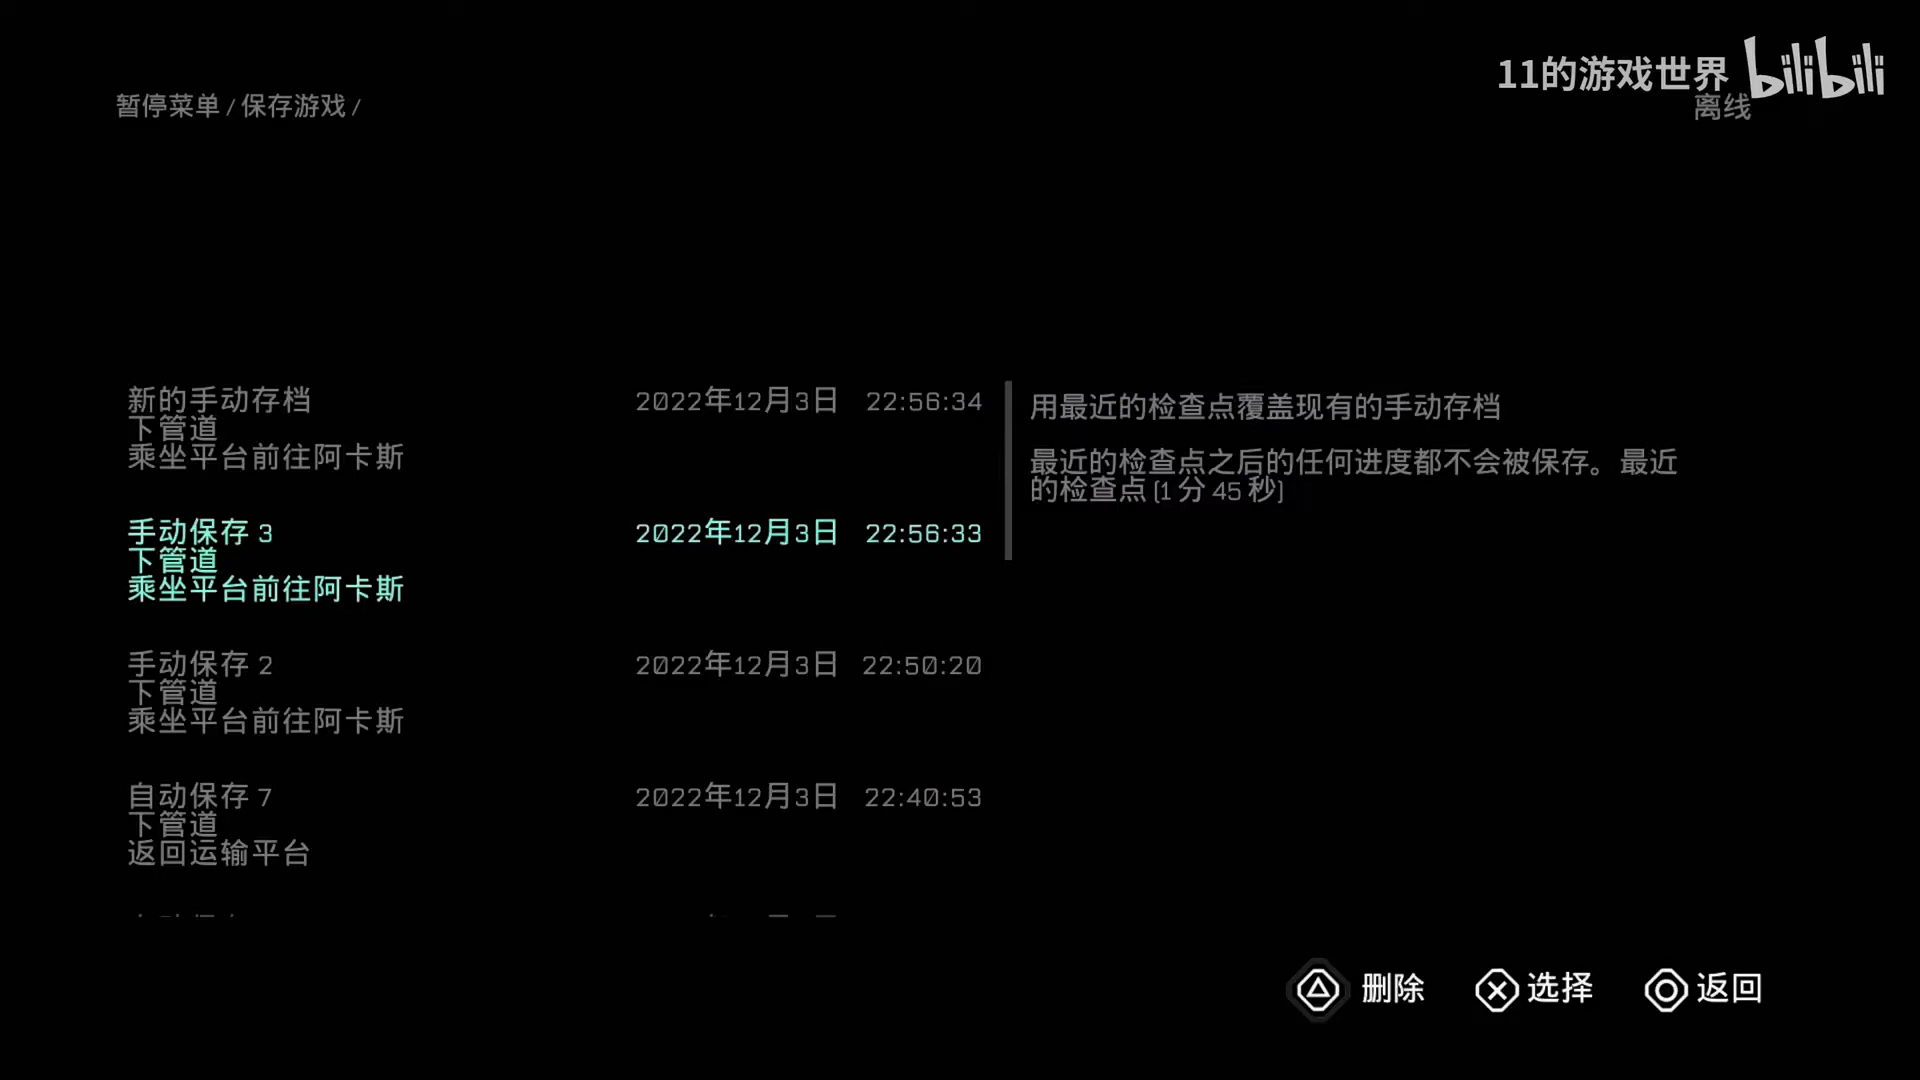 11的游戏世界 bilibili
离线
暂停菜单 / 保存游戏 /
新的手动存档 2022年12月3日 22:56:34
下管道
乘坐平台前往阿卡斯
手动保存 3 2022年12月3日 22:56:33
下管道
乘坐平台前往阿卡斯
手动保存 2 2022年12月3日 22:50:20
下管道
乘坐平台前往阿卡斯
自动保存 7 2022年12月3日 22:40:53
下管道
返回运输平台
用最近的检查点覆盖现有的手动存档
最近的检查点之后的任何进度都不会被保存。最近
的检查点 [1 分 45 秒]
删除 选择 返回